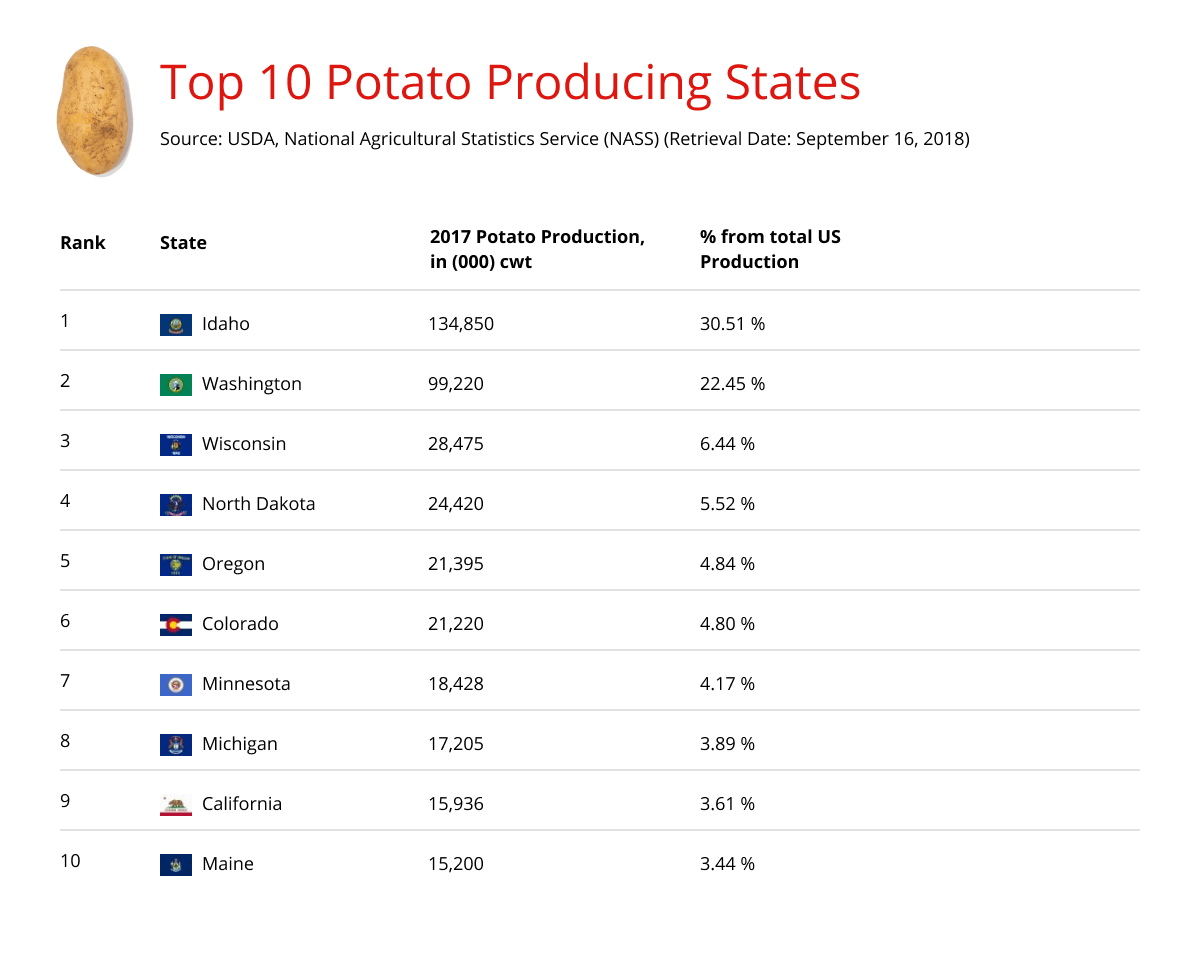 Top 10 Potato Producing States
Source: USDA, National Agricultural Statistics Service (NASS) (Retrieval Date: September 16, 2018)
Rank State 2017 Potato Production, % from total US
in (000) cwt Production
1 Idaho 134,850 30.51 %
2 Washington 99,220 22.45 %
3 Wisconsin 28,475 6.44 %
4 North Dakota 24,420 5.52 %
5 Oregon 21,395 4.84 %
6 Colorado 21,220 4.80 %
7 Minnesota 18,428 4.17 %
8 Michigan 17,205 3.89 %
9 California 15,936 3.61 %
10 Maine 15,200 3.44 %